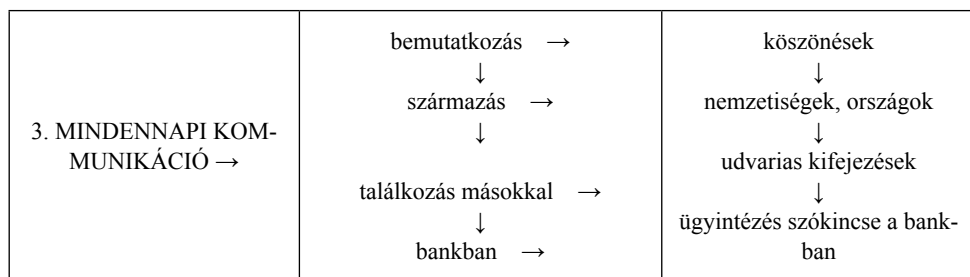 3. MINDENNAPI KOM-
MUNIKÁCIÓ →
bemutatkozás →
↓
származás →
↓
találkozás másokkal →
↓
bankban →
köszönések
↓
nemzetiségek, országok
↓
udvarias kifejezések
↓
ügyintézés szókincse a bank-
ban